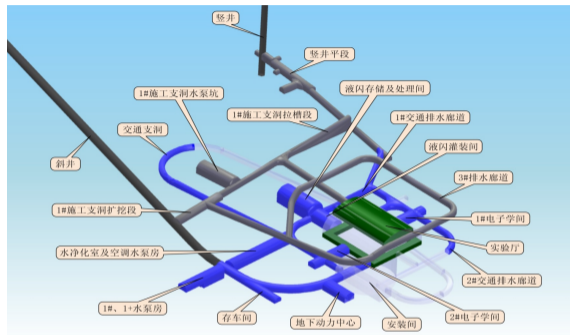 竖井
竖井平段
1#施工支洞水泵坑
液闪存储及处理间
1#施工支洞拉槽段
1#交通排水廊道
交通支洞
液闪灌装间
斜井
3#排水廊道
1#施工支洞扩挖段
1#电子学间
水净化室及空调水泵房
实验厅
2#交通排水廊道
1#、1+水泵房
存车间
地下动力中心
安装间
2#电子学间